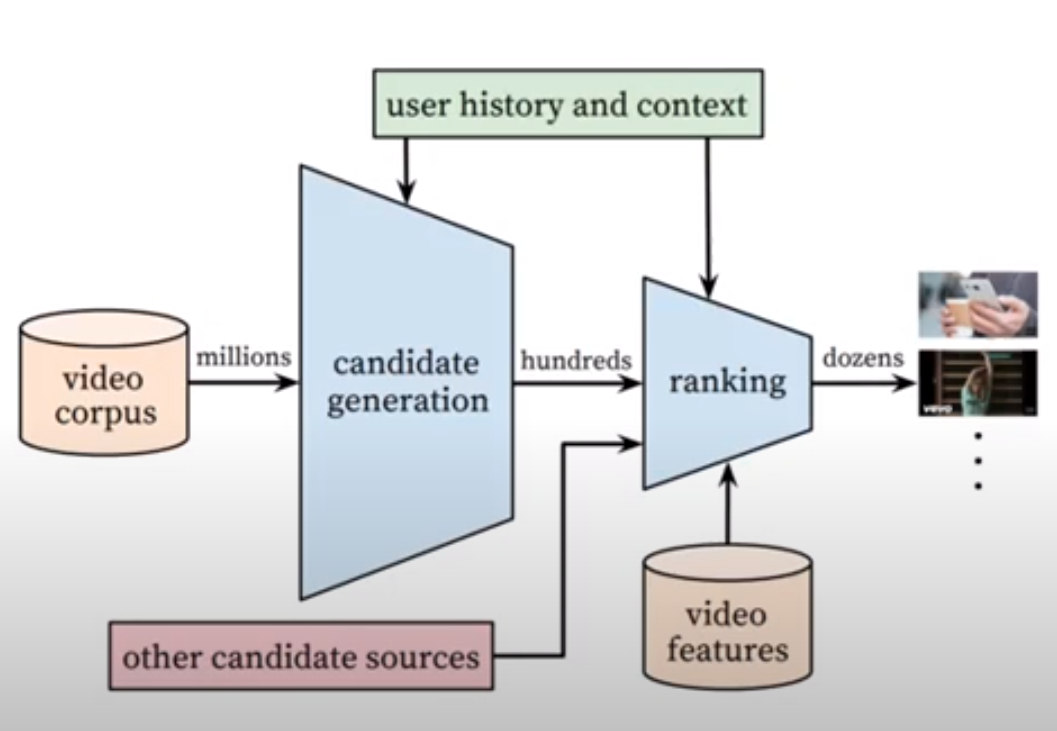 user history and context
video
corpus
millions
candidate
generation
hundreds
ranking
dozens
vevo
other candidate sources
video
features